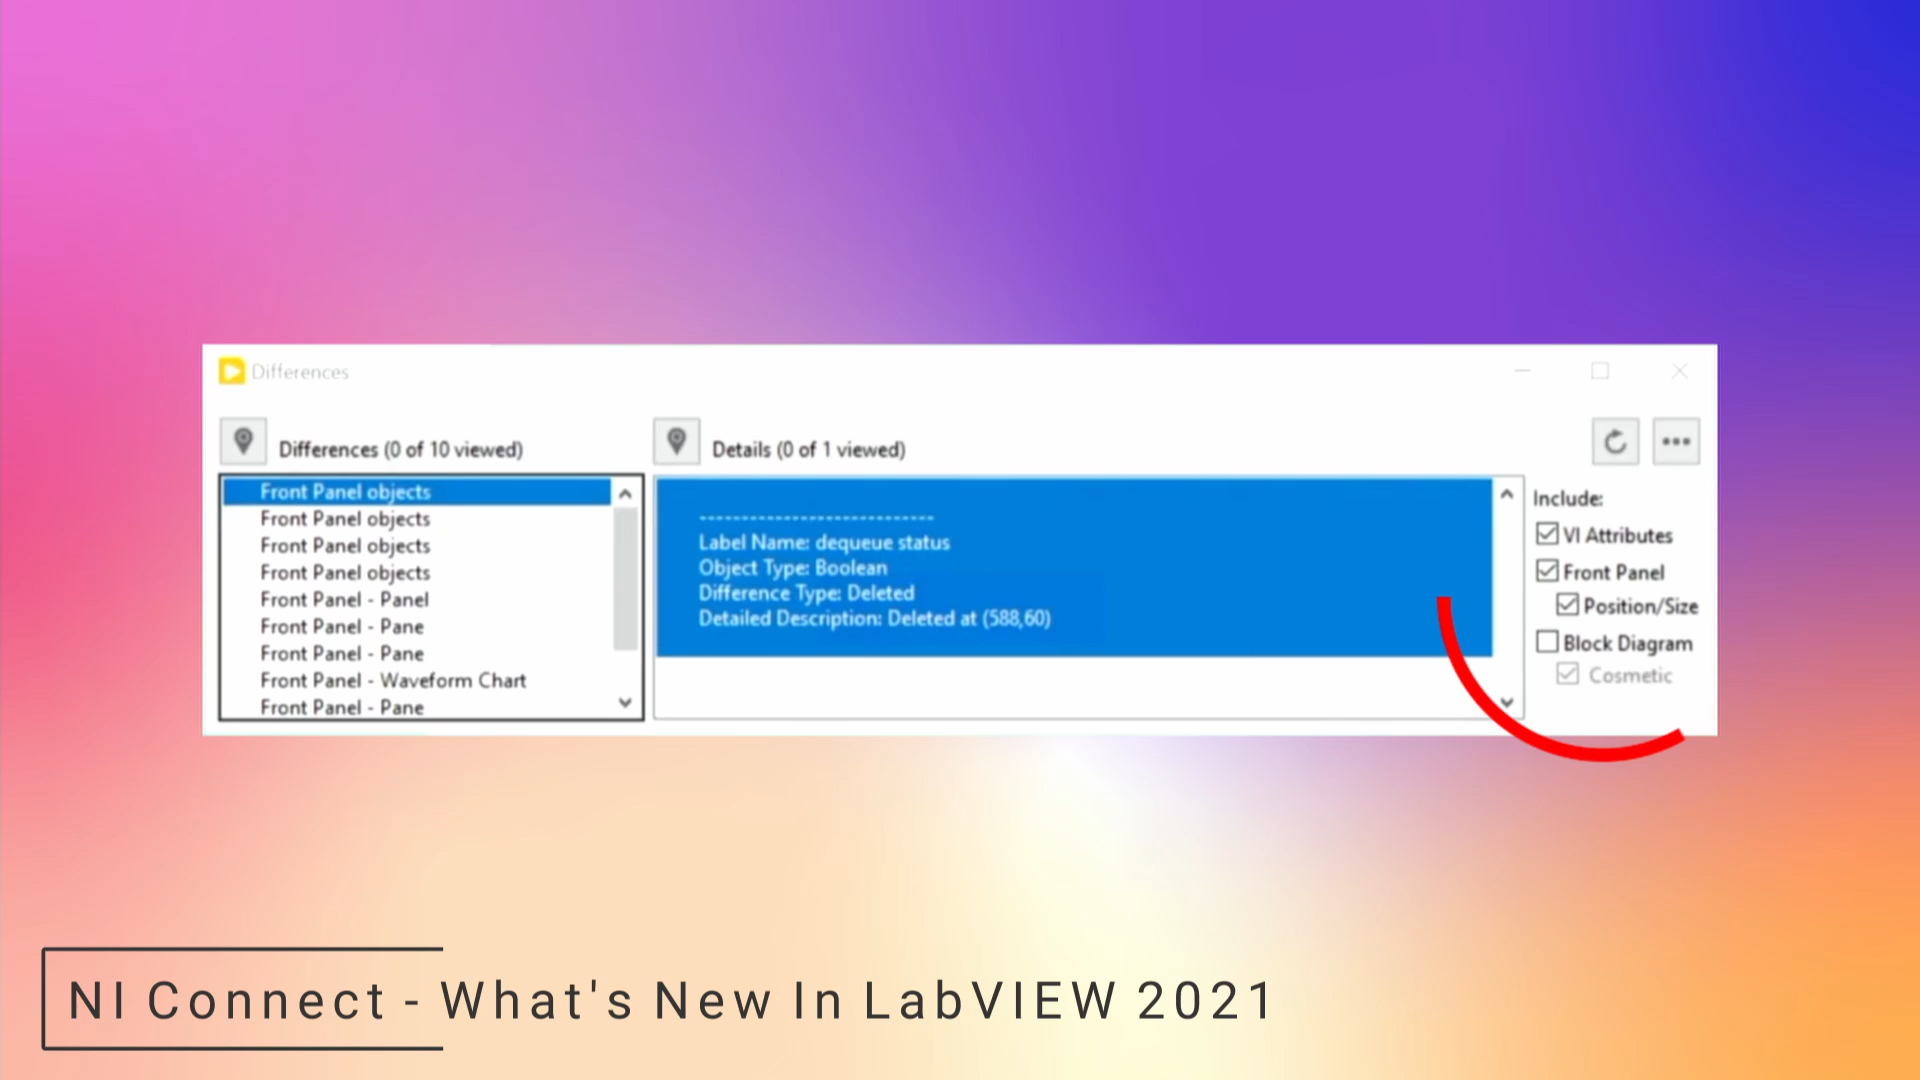 Differences
Differences (0 of 10 viewed)
Details (0 of 1 viewed)
Front Panel objects
Front Panel objects
Front Panel objects
Front Panel objects
Front Panel - Panel
Front Panel - Pane
Front Panel - Pane
Front Panel - Waveform Chart
Front Panel - Pane
----------------------------
Label Name: dequeue status
Object Type: Boolean
Difference Type: Deleted
Detailed Description: Deleted at (588,60)
Include:
VI Attributes
Front Panel
Position/Size
Block Diagram
Cosmetic
NI Connect - What's New In LabVIEW 2021